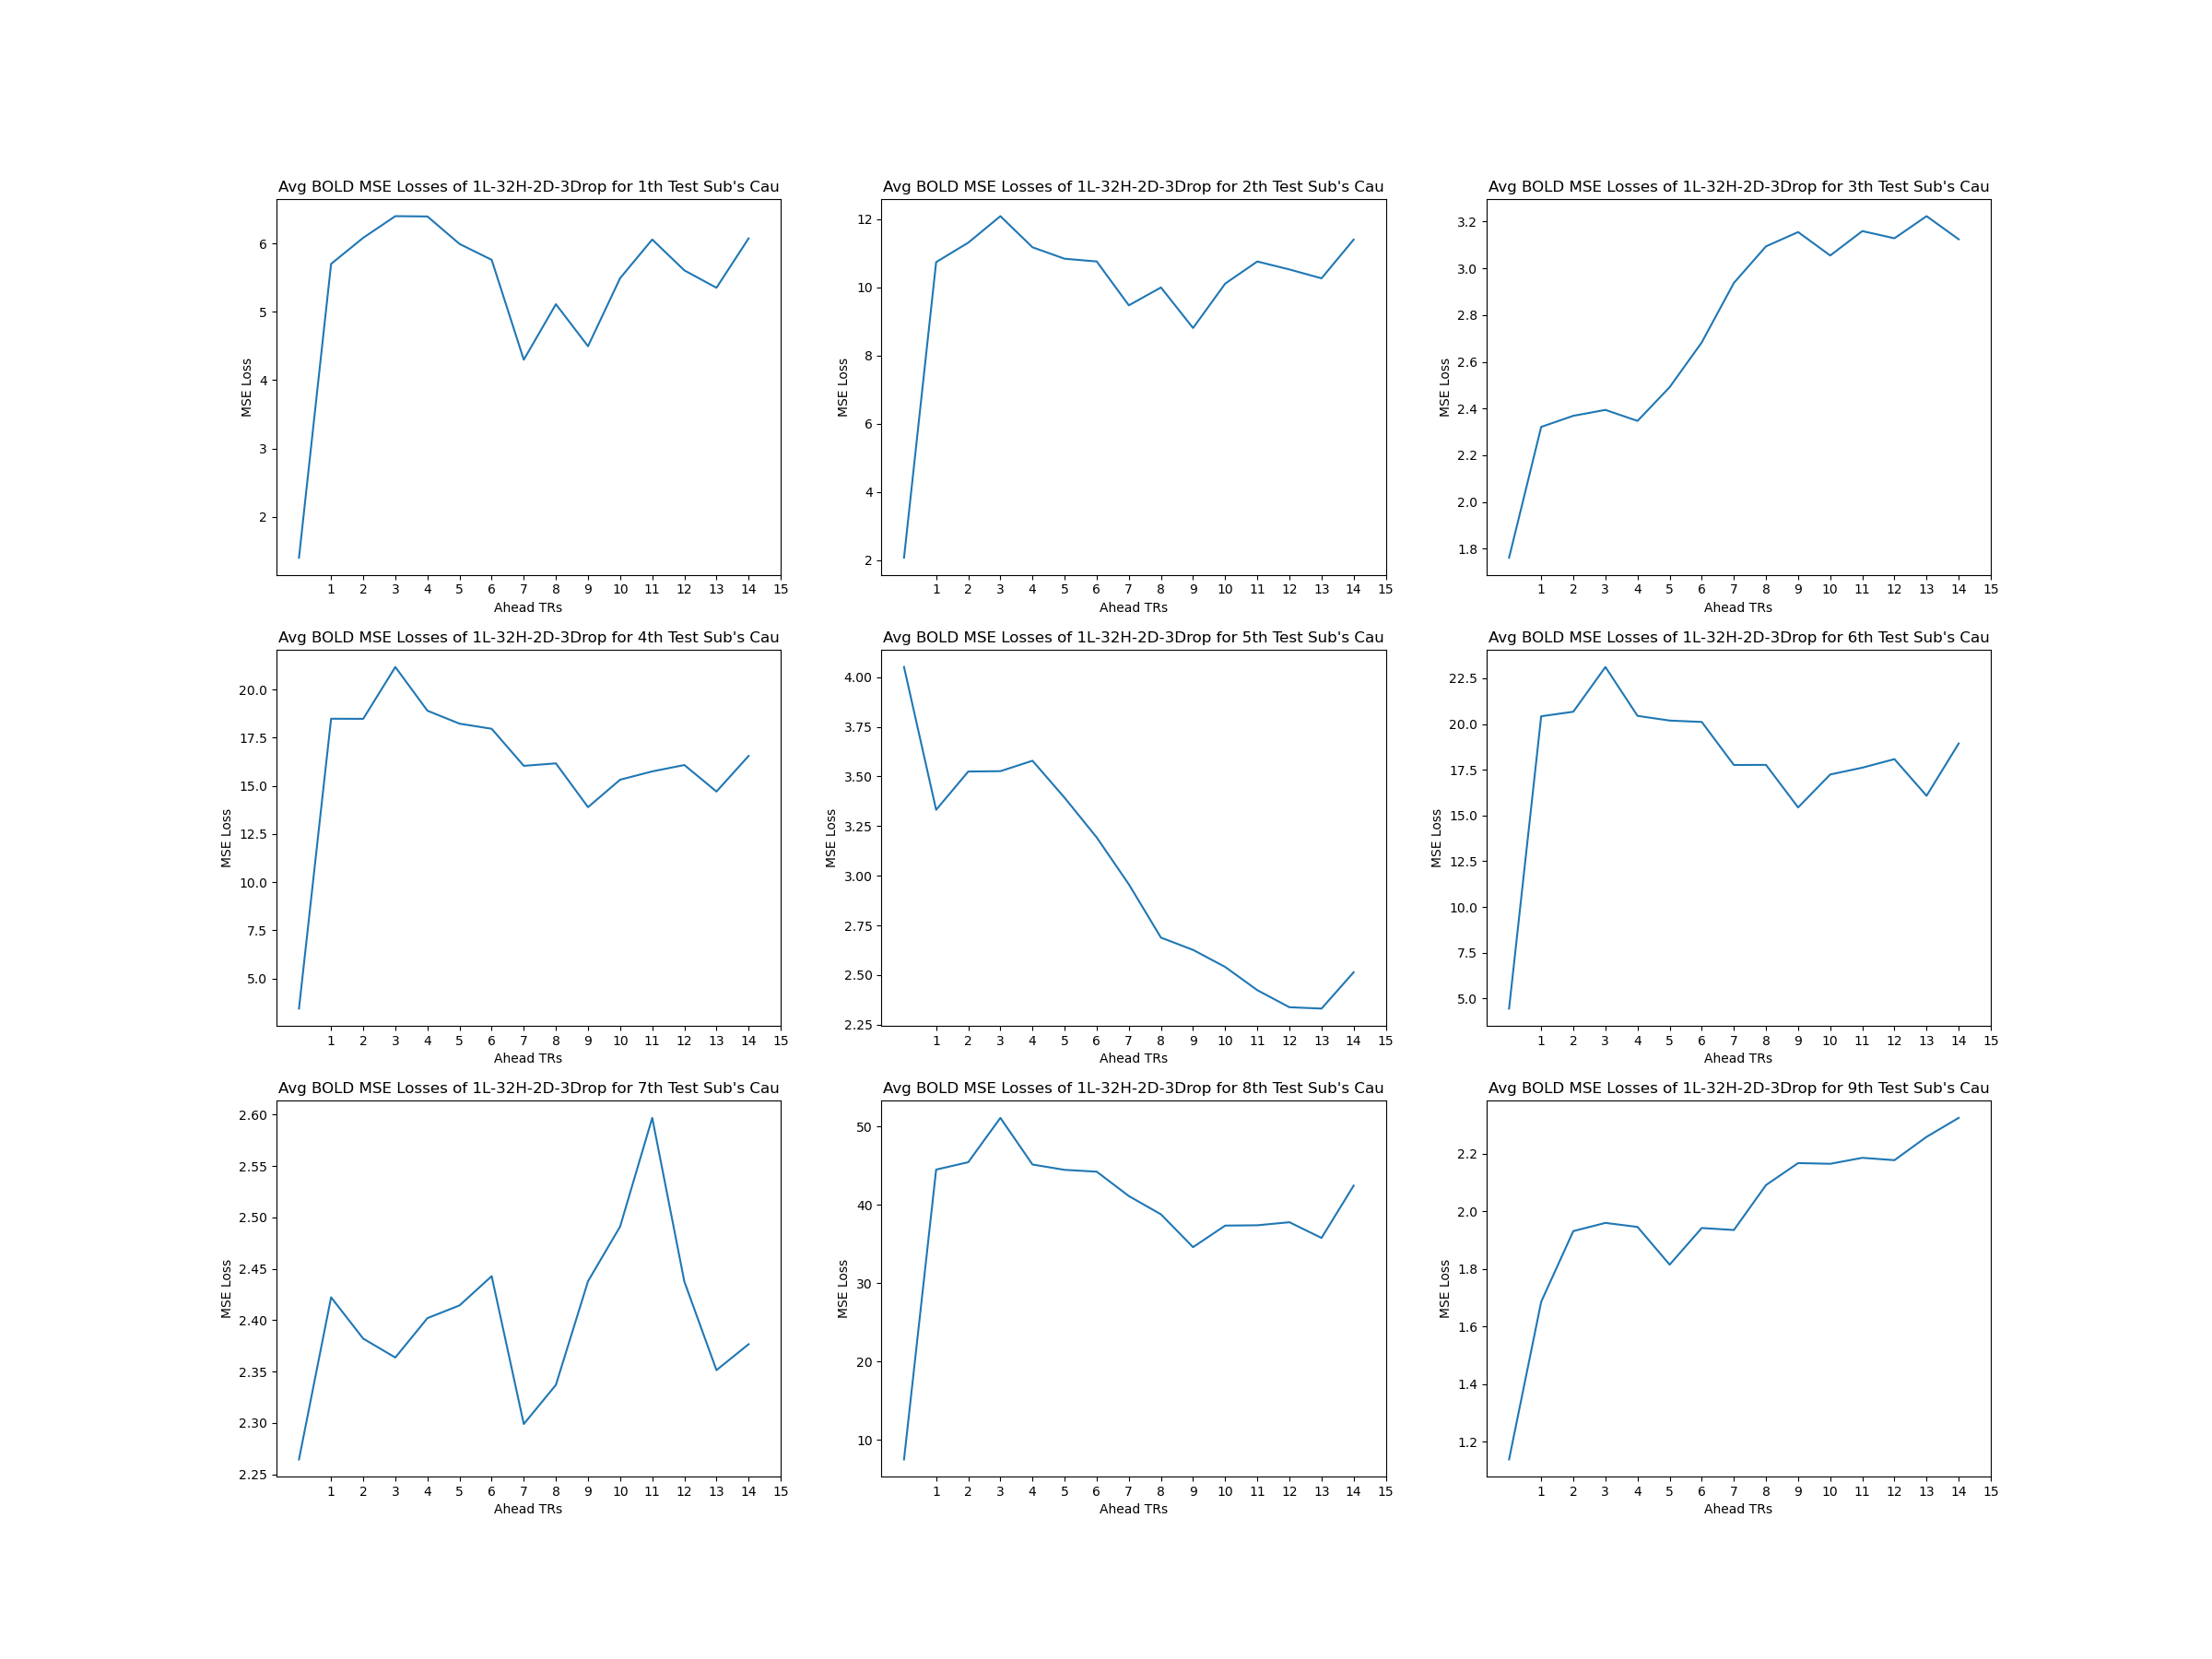 Avg BOLD MSE Losses of 1L-32H-2D-3Drop for 1th Test Sub's Cau
6
5
4
3
2
MSE Loss
1 2 3 4 5 6 7 8 9 10 11 12 13 14 15
Ahead TRs
Avg BOLD MSE Losses of 1L-32H-2D-3Drop for 2th Test Sub's Cau
12
10
8
6
4
2
MSE Loss
1 2 3 4 5 6 7 8 9 10 11 12 13 14 15
Ahead TRs
Avg BOLD MSE Losses of 1L-32H-2D-3Drop for 3th Test Sub's Cau
3.2
3.0
2.8
2.6
2.4
2.2
2.0
1.8
MSE Loss
1 2 3 4 5 6 7 8 9 10 11 12 13 14 15
Ahead TRs
Avg BOLD MSE Losses of 1L-32H-2D-3Drop for 4th Test Sub's Cau
20.0
17.5
15.0
12.5
10.0
7.5
5.0
MSE Loss
1 2 3 4 5 6 7 8 9 10 11 12 13 14 15
Ahead TRs
Avg BOLD MSE Losses of 1L-32H-2D-3Drop for 5th Test Sub's Cau
4.00
3.75
3.50
3.25
3.00
2.75
2.50
2.25
MSE Loss
1 2 3 4 5 6 7 8 9 10 11 12 13 14 15
Ahead TRs
Avg BOLD MSE Losses of 1L-32H-2D-3Drop for 6th Test Sub's Cau
22.5
20.0
17.5
15.0
12.5
10.0
7.5
5.0
MSE Loss
1 2 3 4 5 6 7 8 9 10 11 12 13 14 15
Ahead TRs
Avg BOLD MSE Losses of 1L-32H-2D-3Drop for 7th Test Sub's Cau
2.60
2.55
2.50
2.45
2.40
2.35
2.30
2.25
MSE Loss
1 2 3 4 5 6 7 8 9 10 11 12 13 14 15
Ahead TRs
Avg BOLD MSE Losses of 1L-32H-2D-3Drop for 8th Test Sub's Cau
50
40
30
20
10
MSE Loss
1 2 3 4 5 6 7 8 9 10 11 12 13 14 15
Ahead TRs
Avg BOLD MSE Losses of 1L-32H-2D-3Drop for 9th Test Sub's Cau
2.2
2.0
1.8
1.6
1.4
1.2
MSE Loss
1 2 3 4 5 6 7 8 9 10 11 12 13 14 15
Ahead TRs